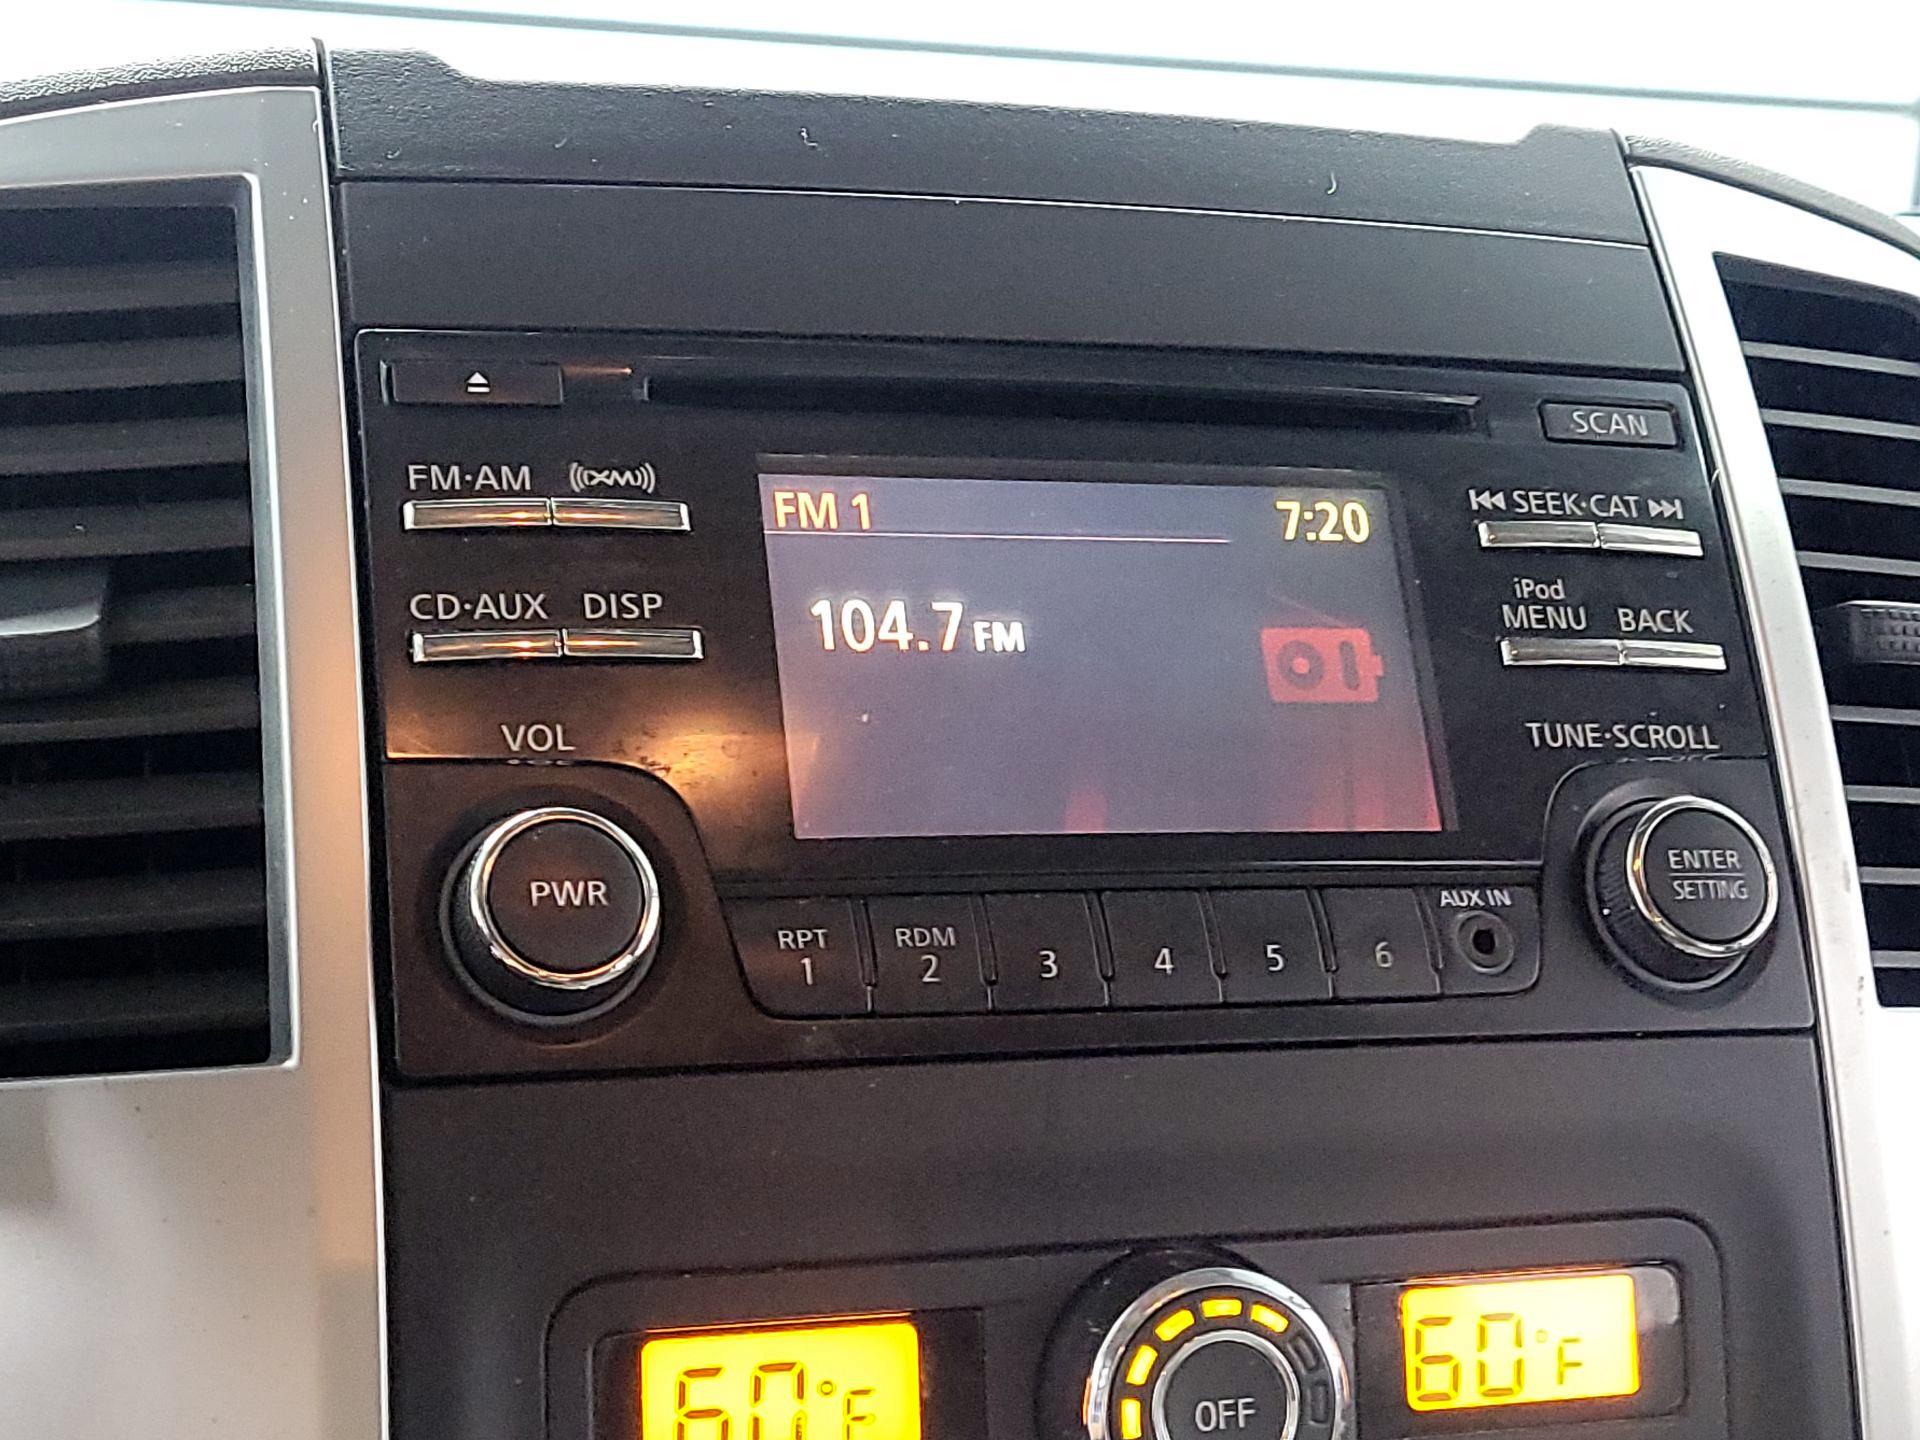 SCAN
FM·AM ((XM))
FM 1 7:20
SEEK·CAT
104.7 FM
CD·AUX DISP
iPod
MENU BACK
VOL
TUNE·SCROLL
PWR
ENTER
SETTING
AUX IN
RPT RDM
1 2 3 4 5 6
60°F
60°F
OFF